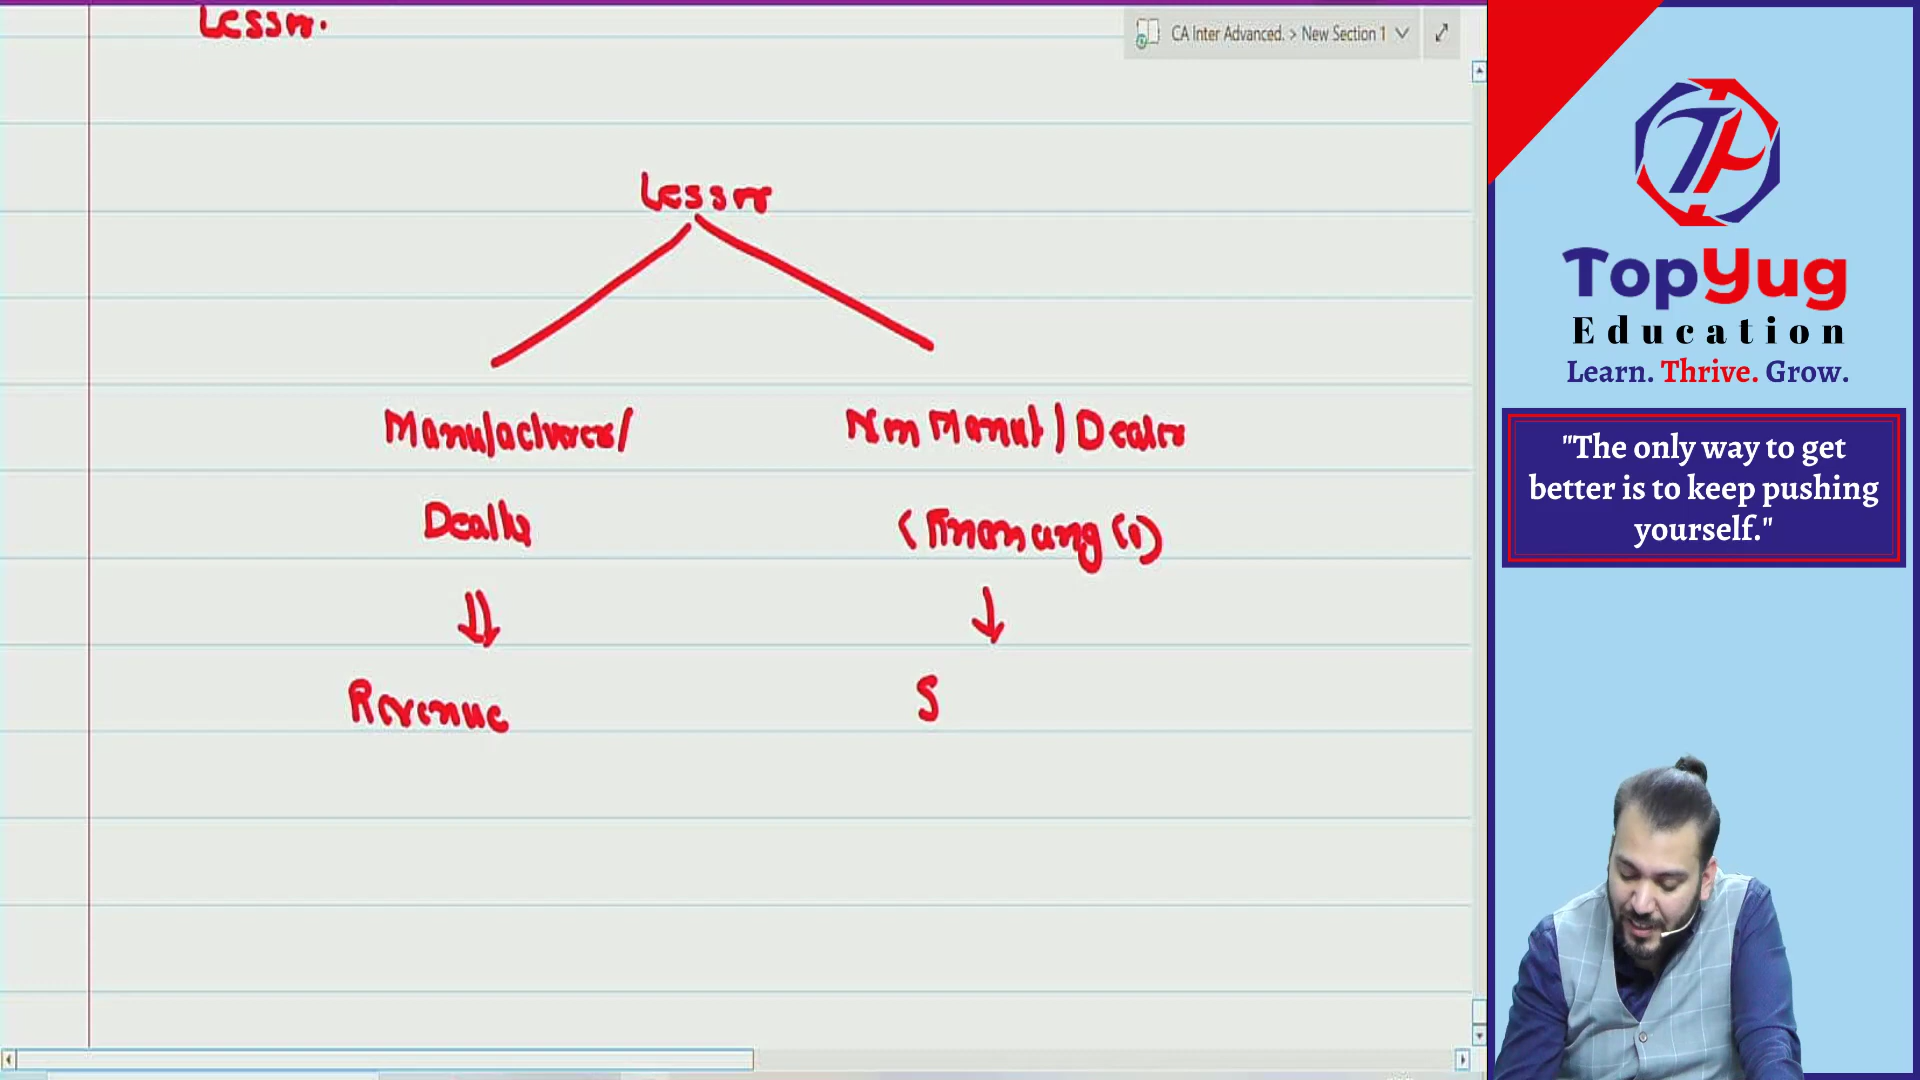 Lessor.
CA Inter Advanced. > New Section 1
Lessor
Manufacturer/
Dealer
Non Manuf / Dealer
(Financing Co)
Revenue
S
TopYug
Education
Learn. Thrive. Grow.
"The only way to get
better is to keep pushing
yourself."